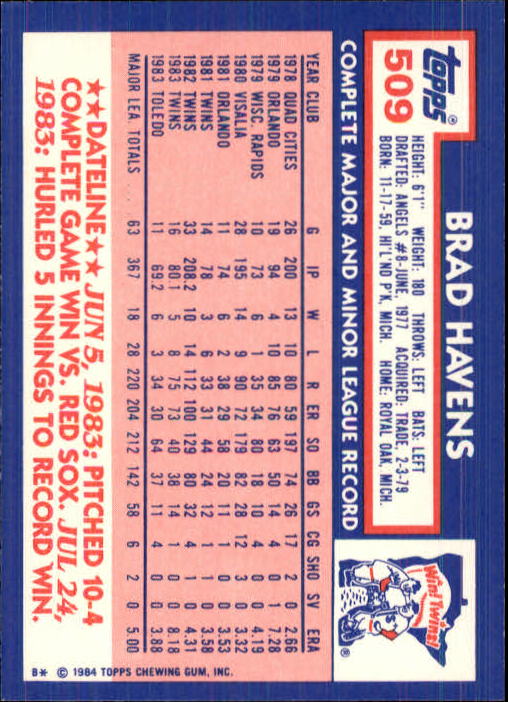 TOPPS®
509
BRAD HAVENS
HEIGHT: 6'1" WEIGHT: 180 THROWS: LEFT BATS: LEFT
DRAFTED: ANGELS #8-JUNE, 1977 ACQUIRED: TRADE, 2-3-79
BORN: 11-17-59, HI'L'ND P'K, MICH. HOME: ROYAL OAK, MICH.
Win! Twins!
®
COMPLETE MAJOR AND MINOR LEAGUE RECORD
YEAR CLUB G IP W L R ER SO BB GS CG SHO SV ERA
1978 QUAD CITIES 26 200 13 10 80 59 197 74 26 17 2 0 2.66
1979 ORLANDO 19 94 4 10 85 76 63 50 14 4 0 1 7.28
1979 WISC. RAPIDS 10 73 6 1 35 34 80 18 10 4 0 0 4.19
1980 VISALIA 28 195 14 9 90 72 179 82 28 12 3 0 3.32
1981 ORLANDO 11 74 6 2 38 29 58 20 11 1 0 0 3.53
1981 TWINS 14 78 3 6 33 31 43 24 12 1 1 0 3.58
1982 TWINS 33 208.2 10 14 112 100 129 80 32 4 1 0 4.31
1983 TWINS 16 80.1 5 8 75 73 40 38 14 1 0 0 8.18
1983 TOLEDO 11 69.2 6 3 34 30 64 37 11 4 1 0 3.88
MAJOR LEA. TOTALS ... 63 367 18 28 220 204 212 142 58 6 2 0 5.00
★★DATELINE★★ JUN 5, 1983: PITCHED 10-4
COMPLETE GAME WIN VS. RED SOX. JUL 24,
1983: HURLED 5 INNINGS TO RECORD WIN.
B* © 1984 TOPPS CHEWING GUM, INC.